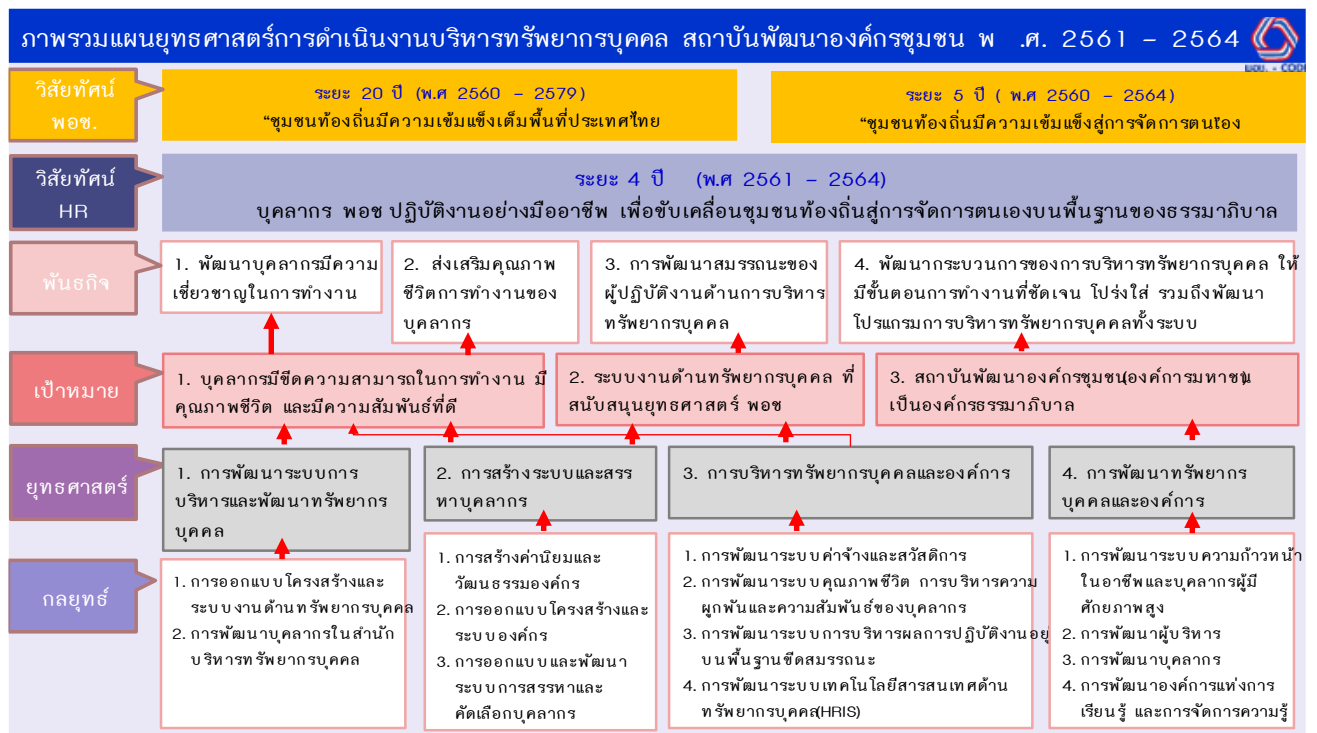 ภาพรวมแผนยุทธศาสตร์การดำเนินงานบริหารทรัพยากรบุคคล สถาบันพัฒนาองค์กรชุมชน พ .ศ. 2561 – 2564
พอช. - CODI
วิสัยทัศน์
พอช.
ระยะ 20 ปี (พ.ศ 2560 – 2579)
“ชุมชนท้องถิ่นมีความเข้มแข็งเต็มพื้นที่ประเทศไทย
ระยะ 5 ปี ( พ.ศ 2560 – 2564)
“ชุมชนท้องถิ่นมีความเข้มแข็งสู่การจัดการตนเอง
วิสัยทัศน์
HR
ระยะ 4 ปี (พ.ศ 2561 – 2564)
บุคลากร พอช ปฏิบัติงานอย่างมืออาชีพ เพื่อขับเคลื่อนชุมชนท้องถิ่นสู่การจัดการตนเองบนพื้นฐานของธรรมาภิบาล
พันธกิจ
1. พัฒนาบุคลากรมีความ
เชี่ยวชาญในการทำงาน
2. ส่งเสริมคุณภาพ
ชีวิตการทำงานของ
บุคลากร
3. การพัฒนาสมรรถนะของ
ผู้ปฏิบัติงานด้านการบริหาร
ทรัพยากรบุคคล
4. พัฒนากระบวนการของการบริหารทรัพยากรบุคคล ให้
มีขั้นตอนการทำงานที่ชัดเจน โปร่งใส่ รวมถึงพัฒนา
โปรแกรมการบริหารทรัพยากรบุคคลทั้งระบบ
เป้าหมาย
1. บุคลากรมีขีดความสามารถในการทำงาน มี
คุณภาพชีวิต และมีความสัมพันธ์ที่ดี
2. ระบบงานด้านทรัพยากรบุคคล ที่
สนับสนุนยุทธศาสตร์ พอช
3. สถาบันพัฒนาองค์กรชุมชน(องค์การมหาชน)
เป็นองค์กรธรรมาภิบาล
ยุทธศาสตร์
1. การพัฒนาระบบการ
บริหารและพัฒนาทรัพยากร
บุคคล
2. การสร้างระบบและสรร
หาบุคลากร
3. การบริหารทรัพยากรบุคคลและองค์การ
4. การพัฒนาทรัพยากร
บุคคลและองค์การ
กลยุทธ์
1. การออกแบบโครงสร้างและ
ระบบงานด้านทรัพยากรบุคคล
2. การพัฒนาบุคลากรในสำนัก
บริหารทรัพยากรบุคคล
1. การสร้างค่านิยมและ
วัฒนธรรมองค์กร
2. การออกแบบโครงสร้างและ
ระบบองค์กร
3. การออกแบบและพัฒนา
ระบบการสรรหาและ
คัดเลือกบุคลากร
1. การพัฒนาระบบค่าจ้างและสวัสดิการ
2. การพัฒนาระบบคุณภาพชีวิต การบริหารความ
ผูกพันและความสัมพันธ์ของบุคลากร
3. การพัฒนาระบบการบริหารผลการปฏิบัติงานอยู่
บนพื้นฐานขีดสมรรถนะ
4. การพัฒนาระบบเทคโนโลยีสารสนเทศด้าน
ทรัพยากรบุคคล(HRIS)
1. การพัฒนาระบบความก้าวหน้า
ในอาชีพและบุคลากรผู้มี
ศักยภาพสูง
2. การพัฒนาผู้บริหาร
3. การพัฒนาบุคลากร
4. การพัฒนาองค์การแห่งการ
เรียนรู้ และการจัดการความรู้